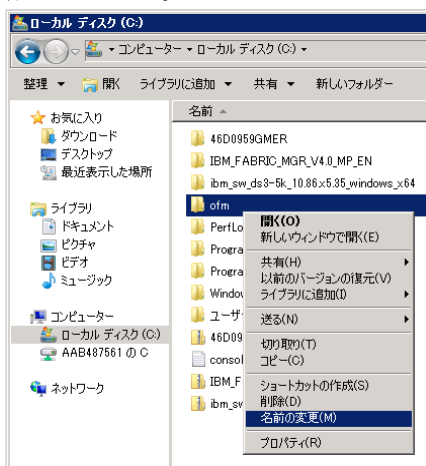 ローカル ディスク (C:)
コンピューター ローカル ディスク (C:)
整理 開く ライブラリに追加 共有 新しいフォルダー
お気に入り
ダウンロード
デスクトップ
最近表示した場所
ライブラリ
ドキュメント
ピクチャ
ビデオ
ミュージック
コンピューター
ローカル ディスク (C:)
AAB487561 の C
ネットワーク
名前
46D0959GMER
IBM_FABRIC_MGR_V4.0_MP_EN
ibm_sw_ds3-5k_10.86.x5.35_windows_x64
ofm
PerfLo
Progra
Progra
Window
ユーザ
46D09
consol
IBM_F
ibm_sw
開く(O)
新しいウィンドウで開く(E)
共有(H)
以前のバージョンの復元(V)
ライブラリに追加(I)
送る(N)
切り取り(T)
コピー(C)
ショートカットの作成(S)
削除(D)
名前の変更(M)
プロパティ(R)